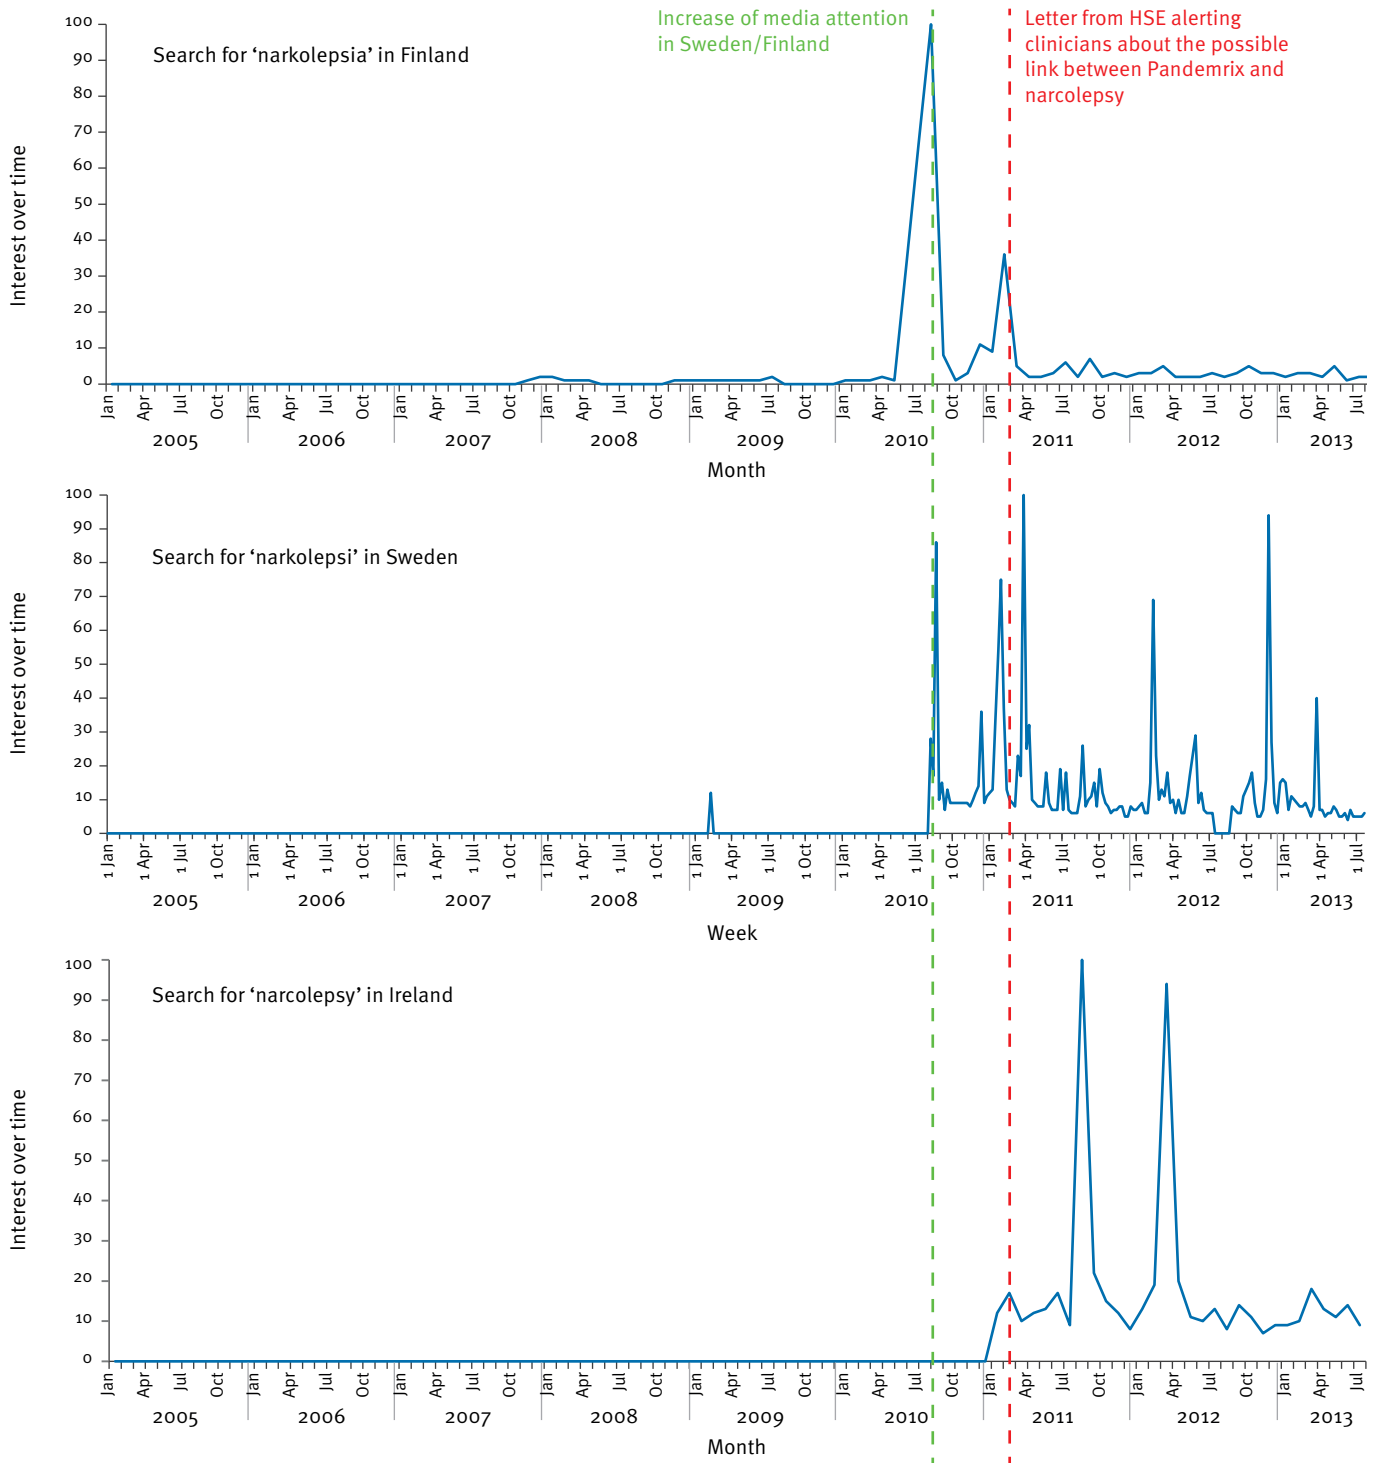 Increase of media attention
in Sweden/Finland
Letter from HSE alerting
clinicians about the possible
link between Pandemrix and
narcolepsy
Search for ‘narkolepsia’ in Finland
Interest over time
100
90
80
70
60
50
40
30
20
10
0
Jan Apr Jul Oct Jan Apr Jul Oct Jan Apr Jul Oct Jan Apr Jul Oct Jan Apr Jul Oct Jan Apr Jul Oct Jan Apr Jul Oct Jan Apr Jul Oct Jan Apr Jul
2005 2006 2007 2008 2009 2010 2011 2012 2013
Month
Search for ‘narkolepsi’ in Sweden
Interest over time
100
90
80
70
60
50
40
30
20
10
0
1 Jan 1 Apr 1 Jul 1 Oct 1 Jan 1 Apr 1 Jul 1 Oct 1 Jan 1 Apr 1 Jul 1 Oct 1 Jan 1 Apr 1 Jul 1 Oct 1 Jan 1 Apr 1 Jul 1 Oct 1 Jan 1 Apr 1 Jul 1 Oct 1 Jan 1 Apr 1 Jul 1 Oct 1 Jan 1 Apr 1 Jul 1 Oct 1 Jan 1 Apr 1 Jul
2005 2006 2007 2008 2009 2010 2011 2012 2013
Week
Search for ‘narcolepsy’ in Ireland
Interest over time
100
90
80
70
60
50
40
30
20
10
0
Jan Apr Jul Oct Jan Apr Jul Oct Jan Apr Jul Oct Jan Apr Jul Oct Jan Apr Jul Oct Jan Apr Jul Oct Jan Apr Jul Oct Jan Apr Jul Oct Jan Apr Jul
2005 2006 2007 2008 2009 2010 2011 2012 2013
Month